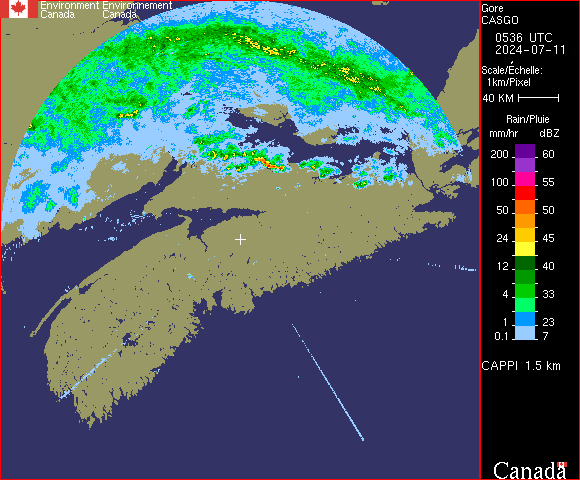 Environment Environnement
Canada Canada
Gore
CASGO
0536 UTC
2024-07-11
Scale/Échelle:
1km/Pixel
40 KM
Rain/Pluie
mm/hr dBZ
200 60
100 55
50 50
24 45
12 40
4 33
1 23
0.1 7
CAPPI 1.5 km
Canada